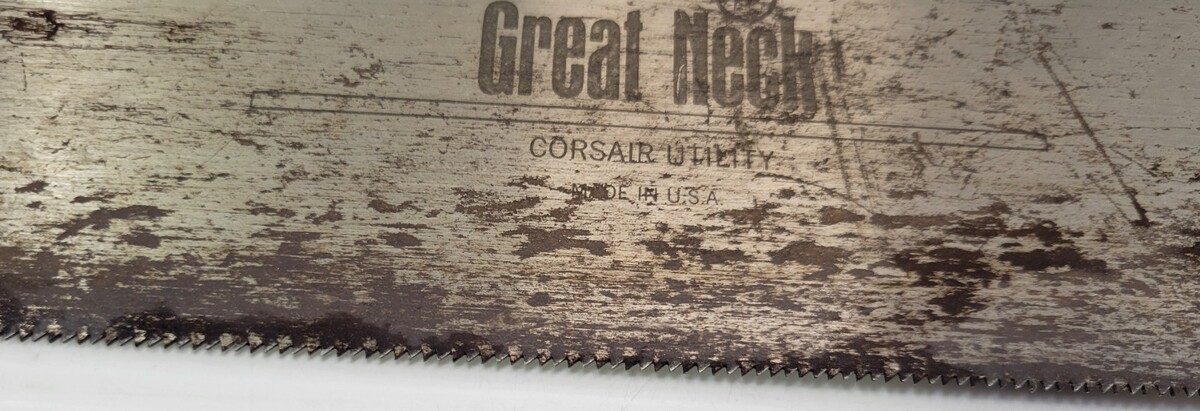 Great Neck
CORSAIR UTILITY
MADE IN U.S.A.